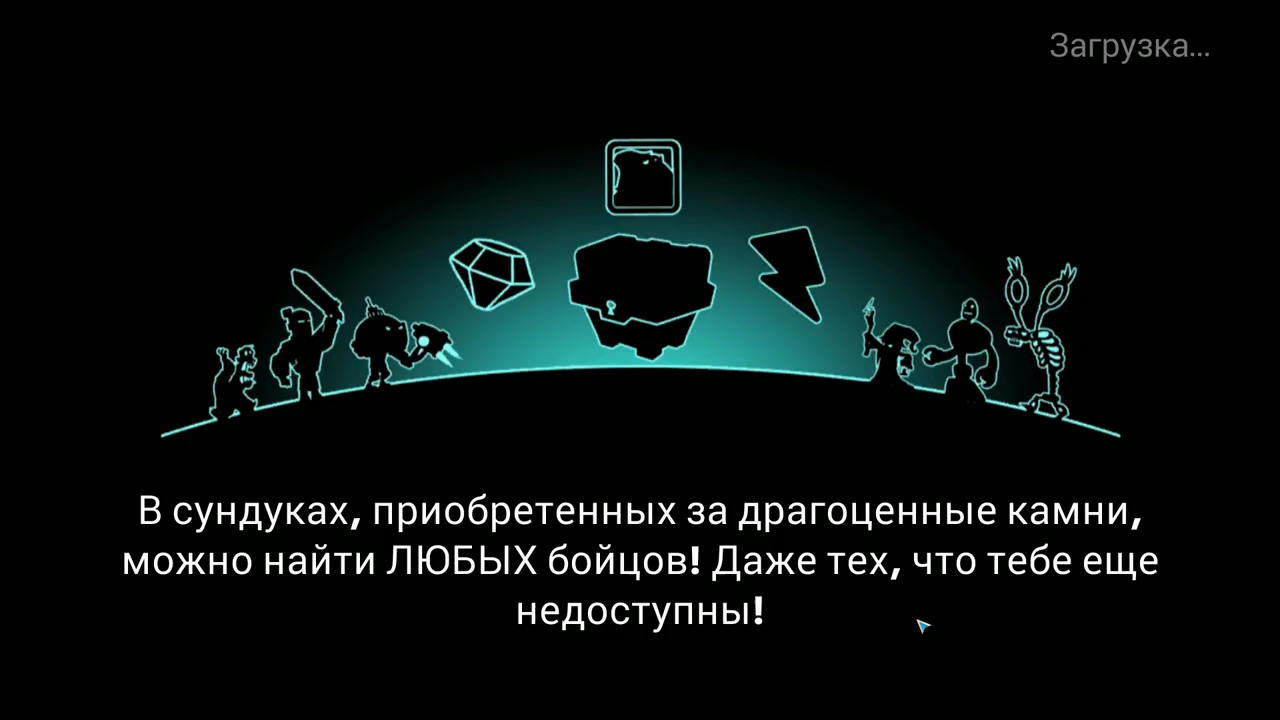 Загрузка...
В сундуках, приобретенных за драгоценные камни,
можно найти ЛЮБЫХ бойцов! Даже тех, что тебе еще
недоступны!